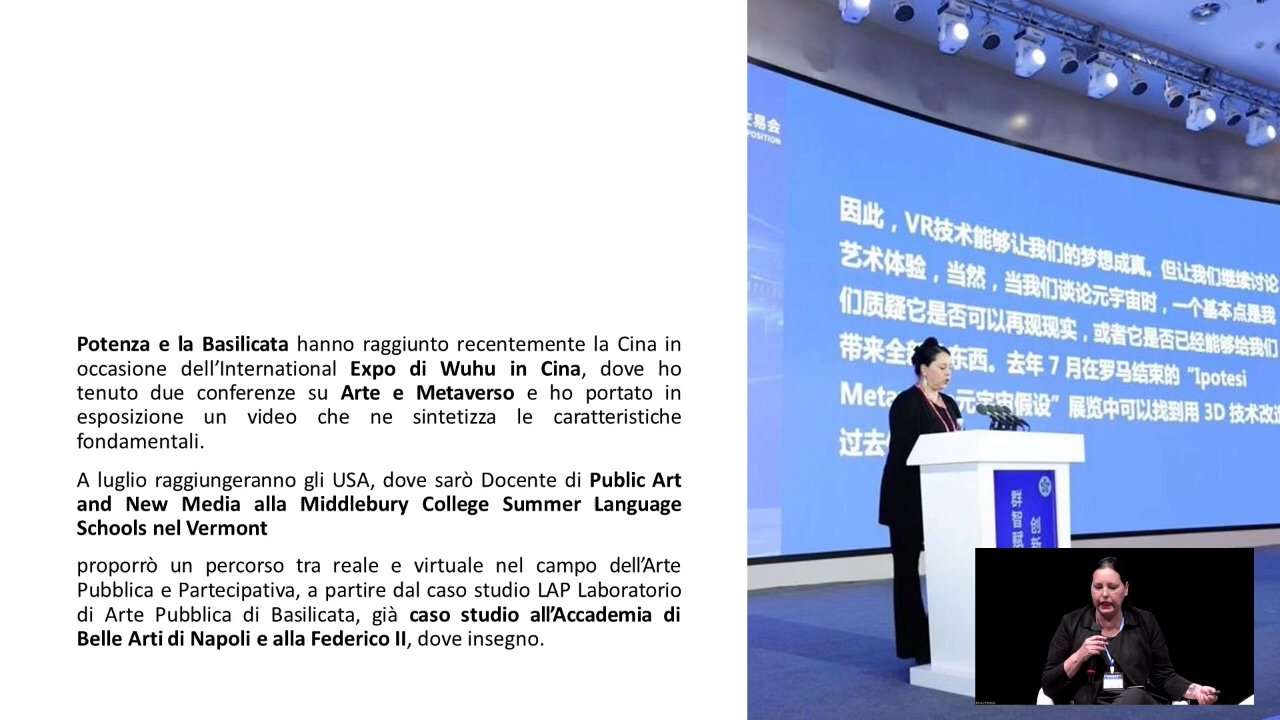 Potenza e la Basilicata hanno raggiunto recentemente la Cina in
occasione dell’International Expo di Wuhu in Cina, dove ho
tenuto due conferenze su Arte e Metaverso e ho portato in
esposizione un video che ne sintetizza le caratteristiche
fondamentali.
A luglio raggiungeranno gli USA, dove sarò Docente di Public Art
and New Media alla Middlebury College Summer Language
Schools nel Vermont
proporrò un percorso tra reale e virtuale nel campo dell’Arte
Pubblica e Partecipativa, a partire dal caso studio LAP Laboratorio
di Arte Pubblica di Basilicata, già caso studio all’Accademia di
Belle Arti di Napoli e alla Federico II, dove insegno.
交易会
POSITION
因此，VR技术能够让我们的梦想成真。但让我们继续讨论
艺术体验，当然，当我们谈论元宇宙时，一个基本点是我
们质疑它是否可以再现现实，或者它是否已经能够给我们
带来全新 东西。去年 7 月在罗马结束的“Ipotesi
Meta 元宇宙假设”展览中可以找到用 3D 技术改
过去
群智赋
创新